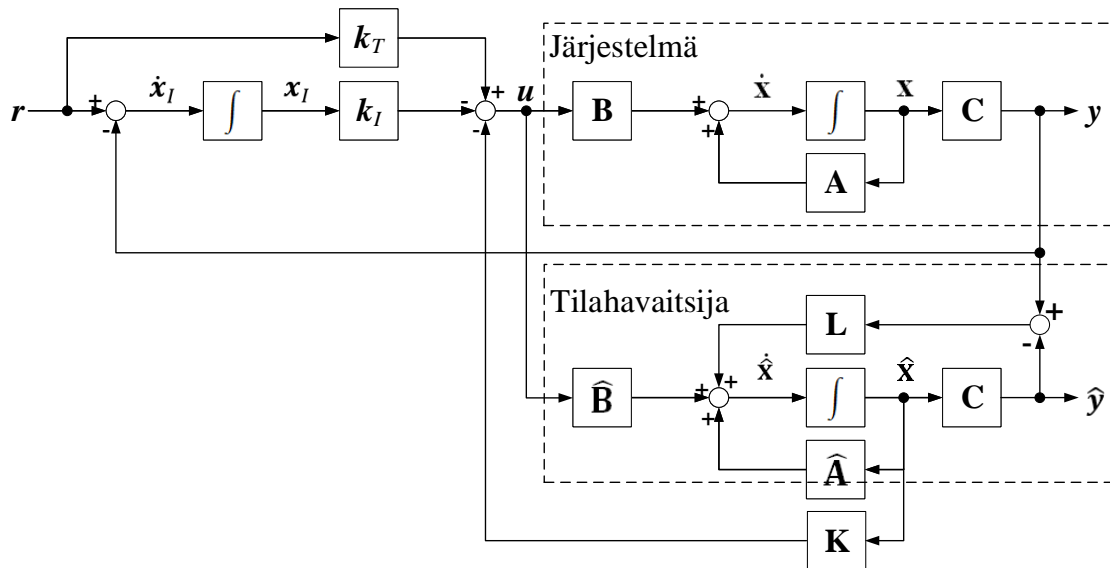 k_T
Järjestelmä
r
+
-
ẋ_I
∫
x_I
k_I
+
-
-
u
B
+
+
ẋ
∫
x
C
y
A
Tilahavaitsija
L
+
-
B̂
+
+
+
x̂̇
∫
x̂
C
ŷ
Â
K